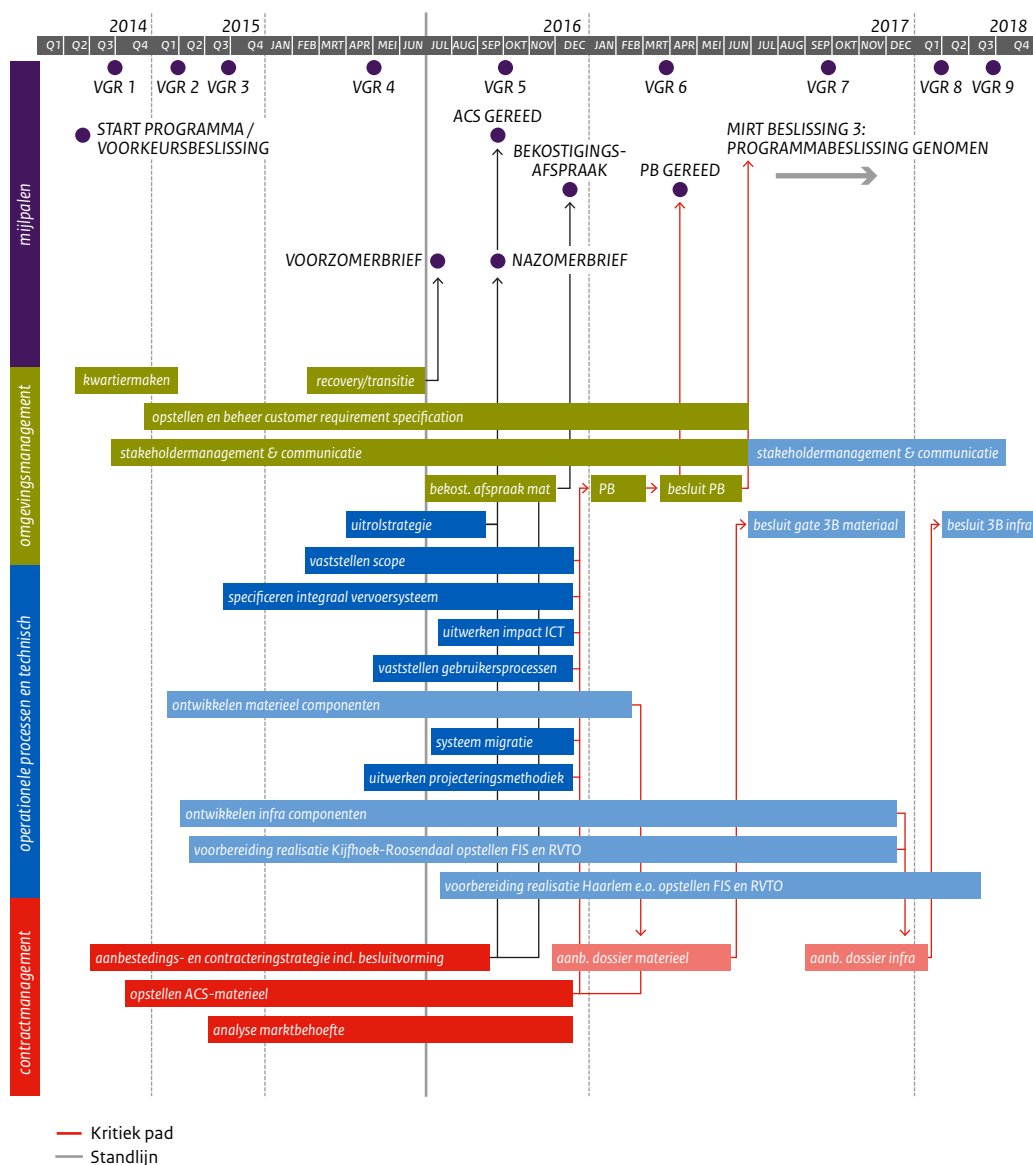 2014 2015 2016 2017 2018
Q1 Q2 Q3 Q4 Q1 Q2 Q3 Q4 JAN FEB MRT APR MEI JUN JUL AUG SEP OKT NOV DEC JAN FEB MRT APR MEI JUN JUL AUG SEP OKT NOV DEC Q1 Q2 Q3 Q4
VGR 1 VGR 2 VGR 3 VGR 4 VGR 5 VGR 6 VGR 7 VGR 8 VGR 9
mijlpalen
START PROGRAMMA /
VOORKEURSBESLISSING
ACS GEREED
BEKOSTIGINGS-
AFSPRAAK
PB GEREED
MIRT BESLISSING 3:
PROGRAMMABESLISSING GENOMEN
VOORZOMERBRIEF
NAZOMERBRIEF
omgevingsmanagement
kwartiermaken
recovery/transitie
opstellen en beheer customer requirement specification
stakeholdermanagement & communicatie
stakeholdermanagement & communicatie
bekost. afspraak mat
PB
besluit PB
uitrolstrategie
besluit gate 3B materiaal
besluit 3B infra
operationele processen en technisch
vaststellen scope
specificeren integraal vervoersysteem
uitwerken impact ICT
vaststellen gebruikersprocessen
ontwikkelen materieel componenten
systeem migratie
uitwerken projecteringsmethodiek
ontwikkelen infra componenten
voorbereiding realisatie Kijfhoek-Roosendaal opstellen FIS en RVTO
voorbereiding realisatie Haarlem e.o. opstellen FIS en RVTO
contractmanagement
aanbestedings- en contracteringstrategie incl. besluitvorming
aanb. dossier materieel
aanb. dossier infra
opstellen ACS-materieel
analyse marktbehoefte
Kritiek pad
Standlijn